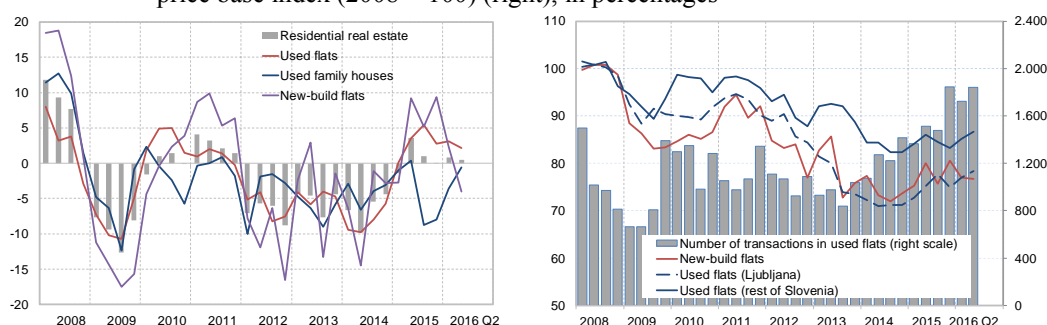 price base index (2008 = 100) (right), in percentages
20
15
10
5
0
-5
-10
-15
-20
Residential real estate
Used flats
Used family houses
New-build flats
2008 2009 2010 2011 2012 2013 2014 2015 2016 Q2
110
100
90
80
70
60
50
2.400
2.000
1.600
1.200
800
400
0
Number of transactions in used flats (right scale)
New-build flats
Used flats (Ljubljana)
Used flats (rest of Slovenia)
2008 2009 2010 2011 2012 2013 2014 2015 2016 Q2